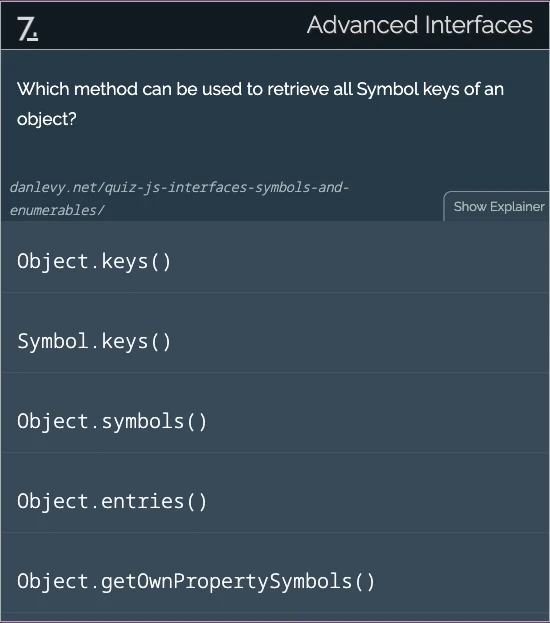 7.
Advanced Interfaces
Which method can be used to retrieve all Symbol keys of an
object?
danlevy.net/quiz-js-interfaces-symbols-and-
enumerables/
Show Explainer
Object.keys()
Symbol.keys()
Object.symbols()
Object.entries()
Object.getOwnPropertySymbols()